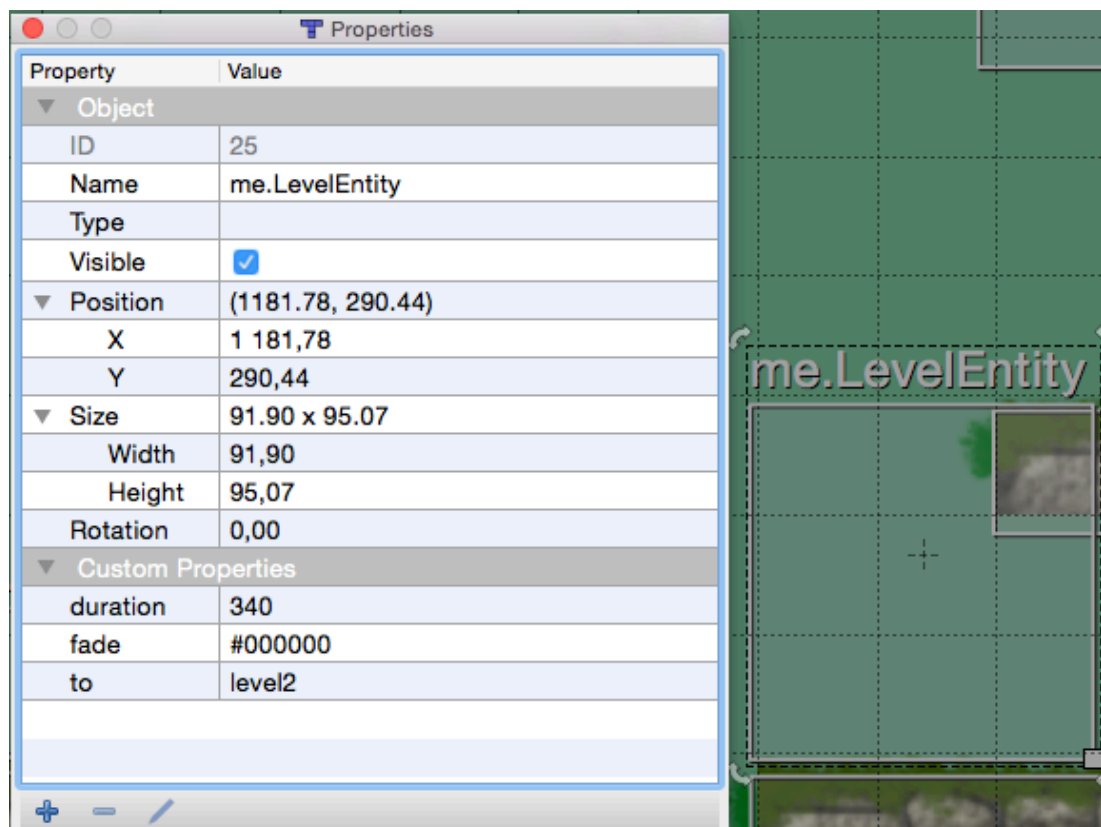 Properties
Property Value
Object
ID 25
Name me.LevelEntity
Type
Visible
Position (1181.78, 290.44)
X 1 181,78
Y 290,44
Size 91.90 x 95.07
Width 91,90
Height 95,07
Rotation 0,00
Custom Properties
duration 340
fade #000000
to level2
me.LevelEntity